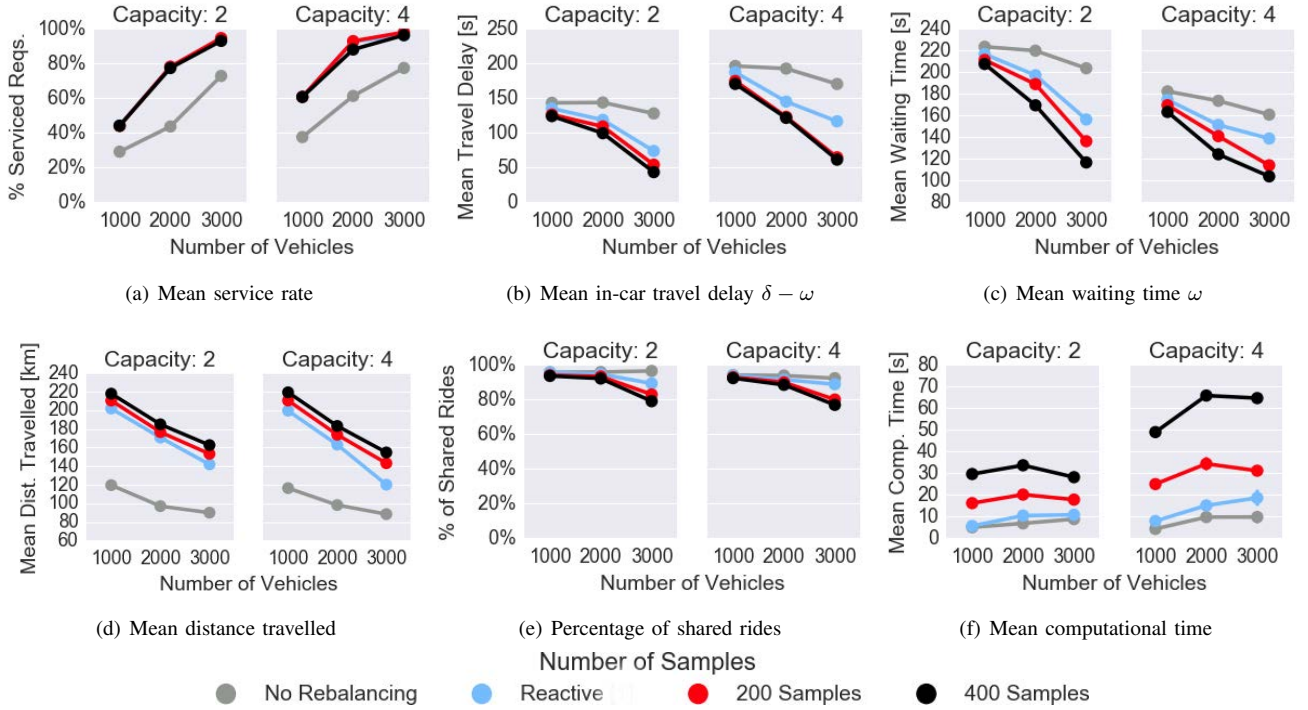 Capacity: 2
Capacity: 4
% Serviced Reqs.
100%
80%
60%
40%
20%
0%
1000 2000 3000
1000 2000 3000
Number of Vehicles
(a) Mean service rate
Capacity: 2
Capacity: 4
Mean Travel Delay [s]
250
200
150
100
50
0
1000 2000 3000
1000 2000 3000
Number of Vehicles
(b) Mean in-car travel delay δ − ω
Capacity: 2
Capacity: 4
Mean Waiting Time [s]
240
220
200
180
160
140
120
100
80
1000 2000 3000
1000 2000 3000
Number of Vehicles
(c) Mean waiting time ω
Capacity: 2
Capacity: 4
Mean Dist. Travelled [km]
240
220
200
180
160
140
120
100
80
60
1000 2000 3000
1000 2000 3000
Number of Vehicles
(d) Mean distance travelled
Capacity: 2
Capacity: 4
% of Shared Rides
100%
80%
60%
40%
20%
0%
1000 2000 3000
1000 2000 3000
Number of Vehicles
(e) Percentage of shared rides
Capacity: 2
Capacity: 4
Mean Comp. Time [s]
80
70
60
50
40
30
20
10
0
1000 2000 3000
1000 2000 3000
Number of Vehicles
(f) Mean computational time
Number of Samples
No Rebalancing
Reactive
200 Samples
400 Samples